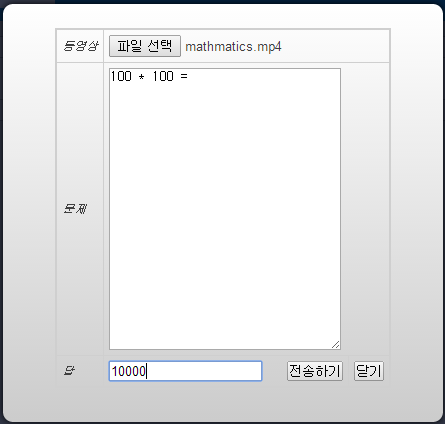 동영상 파일 선택 mathmatics.mp4
100 * 100 =
문제
답 10000 전송하기 닫기